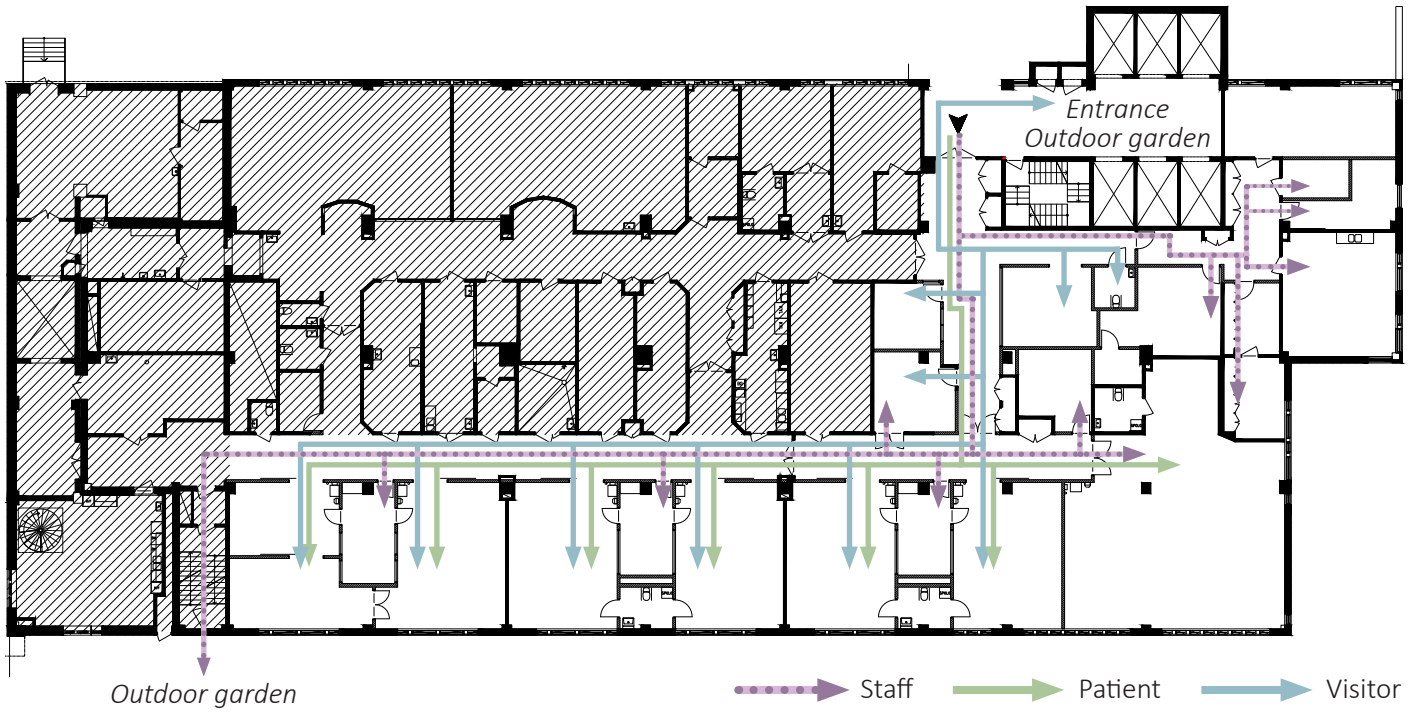 Entrance
Outdoor garden
Outdoor garden
Staff
Patient
Visitor